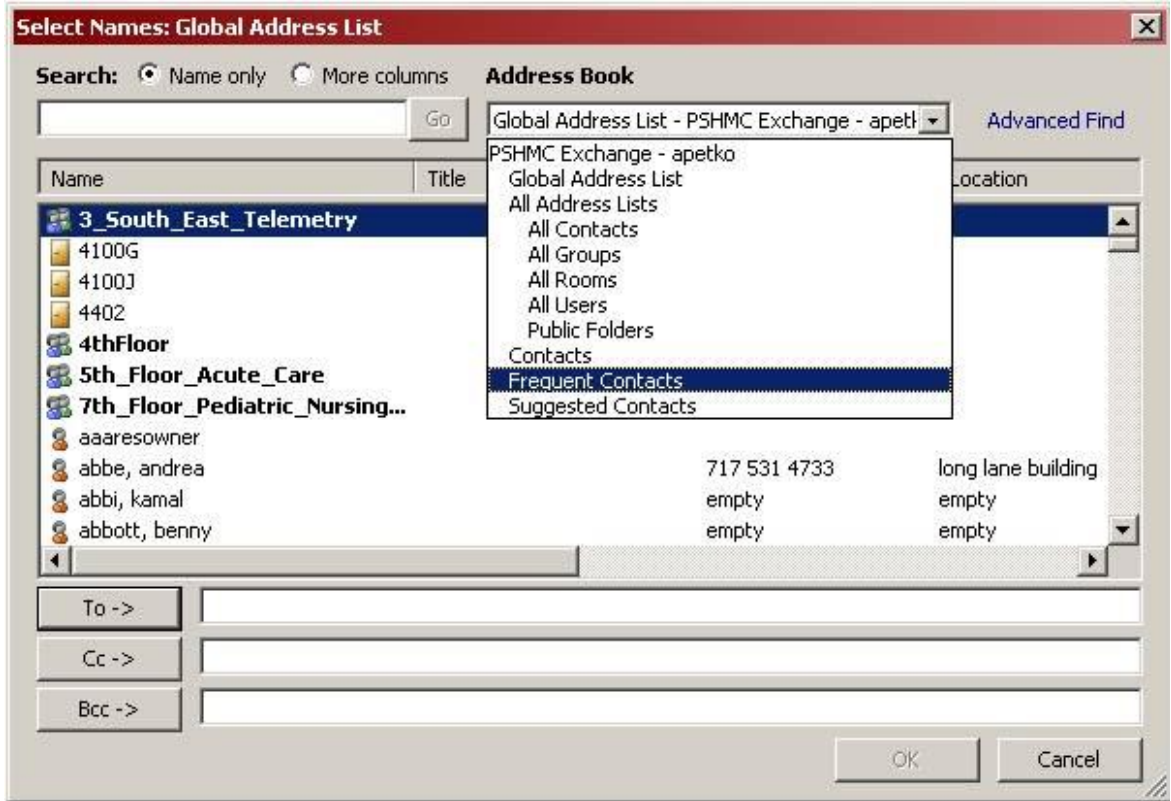 Select Names: Global Address List
Search: Name only More columns Address Book
Go Global Address List - PSHMC Exchange - apetl Advanced Find
Name Title Location
PSHMC Exchange - apetko
Global Address List
All Address Lists
All Contacts
All Groups
All Rooms
All Users
Public Folders
Contacts
Frequent Contacts
Suggested Contacts
3_South_East_Telemetry
4100G
4100J
4402
4thFloor
5th_Floor_Acute_Care
7th_Floor_Pediatric_Nursing...
aaaresowner
abbe, andrea 717 531 4733 long lane building
abbi, kamal empty empty
abbott, benny empty empty
To ->
Cc ->
Bcc ->
OK Cancel